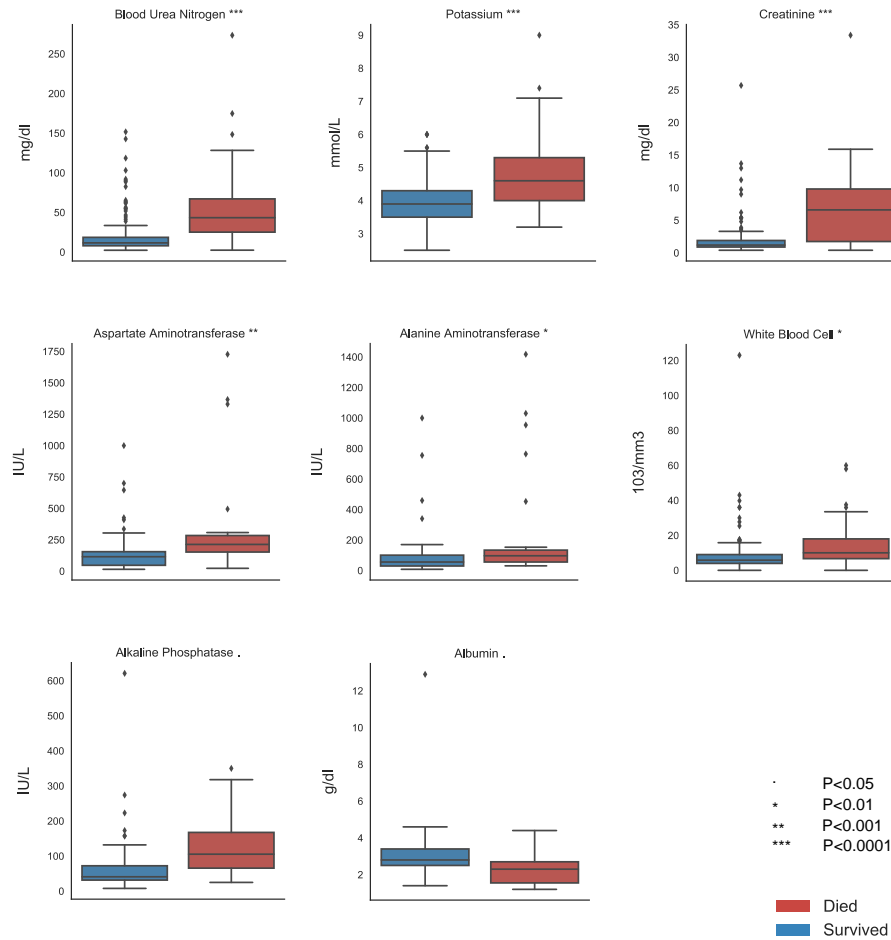 Blood Urea Nitrogen ***
Potassium ***
Creatinine ***
mg/dl
250
200
150
100
50
0
mmol/L
9
8
7
6
5
4
3
mg/dl
35
30
25
20
15
10
5
0
Aspartate Aminotransferase **
Alanine Aminotransferase *
White Blood Cell *
IU/L
1750
1500
1250
1000
750
500
250
0
IU/L
1400
1200
1000
800
600
400
200
0
103/mm3
120
100
80
60
40
20
0
Alkaline Phosphatase .
Albumin .
IU/L
600
500
400
300
200
100
0
g/dl
12
10
8
6
4
2
. P<0.05
* P<0.01
** P<0.001
*** P<0.0001
Died
Survived